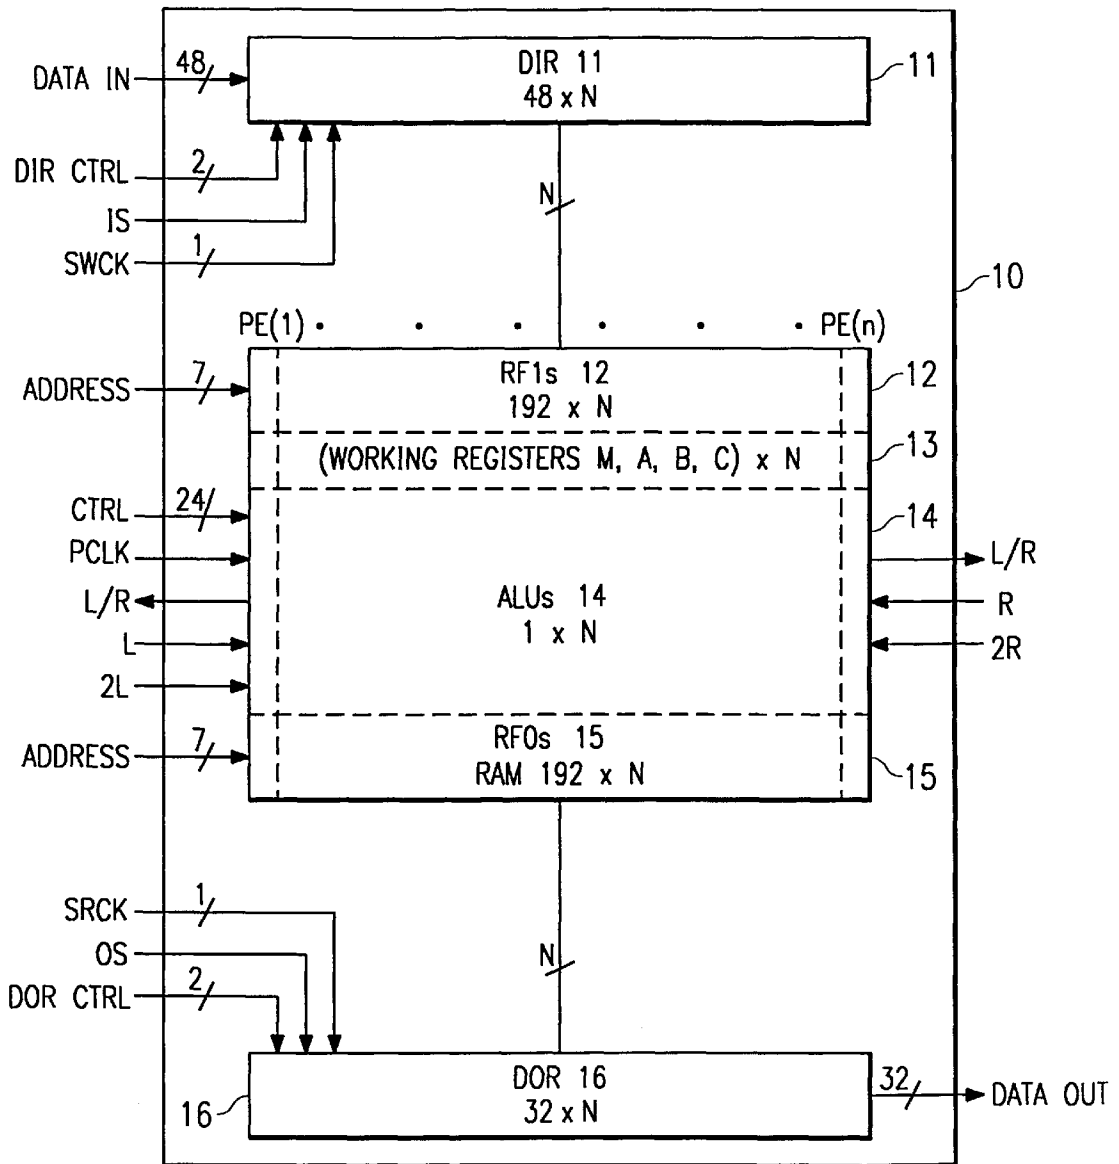 DIR 11
48 x N
11
DATA IN
48
DIR CTRL
2
IS
SWCK
1
N
10
PE(1)
PE(n)
ADDRESS
7
RF1s 12
192 x N
12
(WORKING REGISTERS M, A, B, C) x N
13
CTRL
24
14
PCLK
L/R
L/R
ALUs 14
1 x N
R
L
2R
2L
ADDRESS
7
RF0s 15
RAM 192 x N
15
SRCK
1
OS
N
DOR CTRL
2
DOR 16
32 x N
16
32
DATA OUT